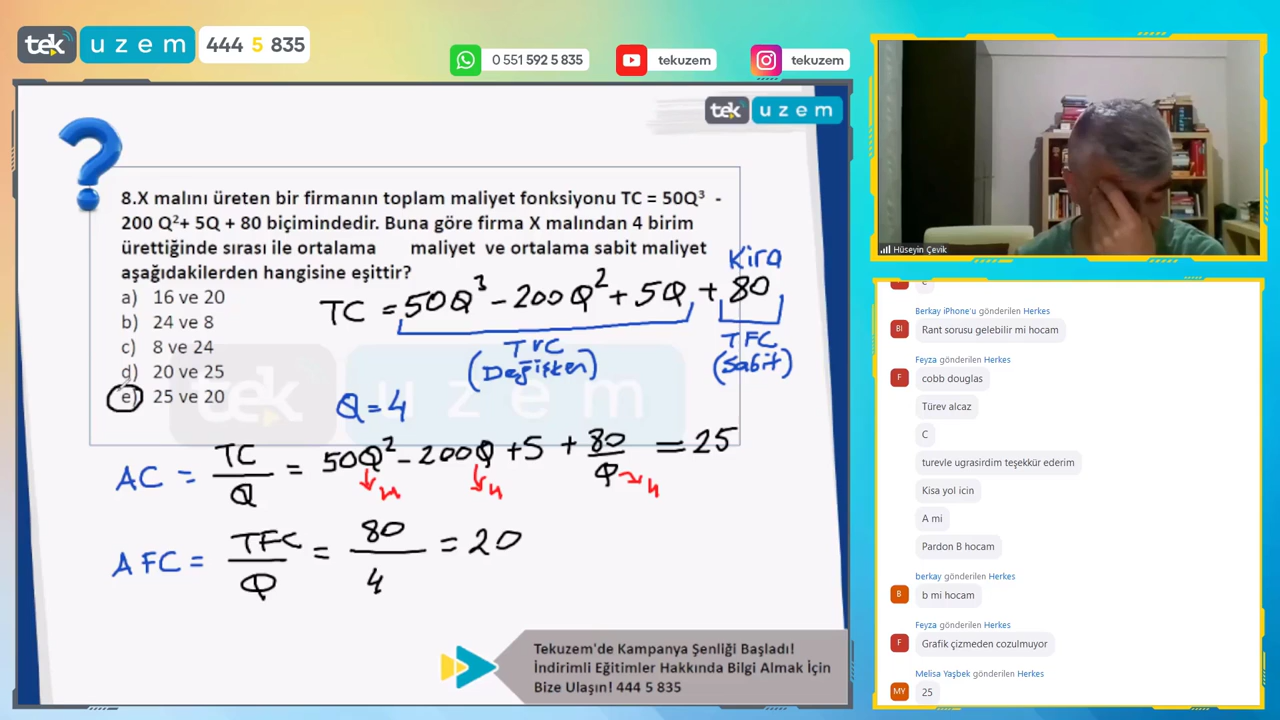 tek uzem 444 5 835
0 551 592 5 835 tekuzem tekuzem
tek uzem
8.X malını üreten bir firmanın toplam maliyet fonksiyonu TC = 50Q³ -
200 Q²+ 5Q + 80 biçimindedir. Buna göre firma X malından 4 birim
ürettiğinde sırası ile ortalama maliyet ve ortalama sabit maliyet
aşağıdakilerden hangisine eşittir?
a) 16 ve 20
b) 24 ve 8
c) 8 ve 24
d) 20 ve 25
e) 25 ve 20
Kira
TC = 50Q³ - 200Q² + 5Q + 80
TVC
(Değişken)
TFC
(Sabit)
Q = 4
AC = TC/Q = 50Q² - 200Q + 5 + 80/Q = 25
4 4 4
AFC = TFC/Q = 80/4 = 20
tek uzem
Tekuzem'de Kampanya Şenliği Başladı!
İndirimli Eğitimler Hakkında Bilgi Almak İçin
Bize Ulaşın! 444 5 835
Hüseyin Çevik
c
Berkay iPhone'u gönderilen Herkes
BI Rant sorusu gelebilir mi hocam
Feyza gönderilen Herkes
F cobb douglas
Türev alcaz
C
turevle ugrasirdim teşekkür ederim
Kisa yol icin
A mi
Pardon B hocam
berkay gönderilen Herkes
B b mi hocam
Feyza gönderilen Herkes
F Grafik çizmeden cozulmuyor
Melisa Yaşbek gönderilen Herkes
MY 25